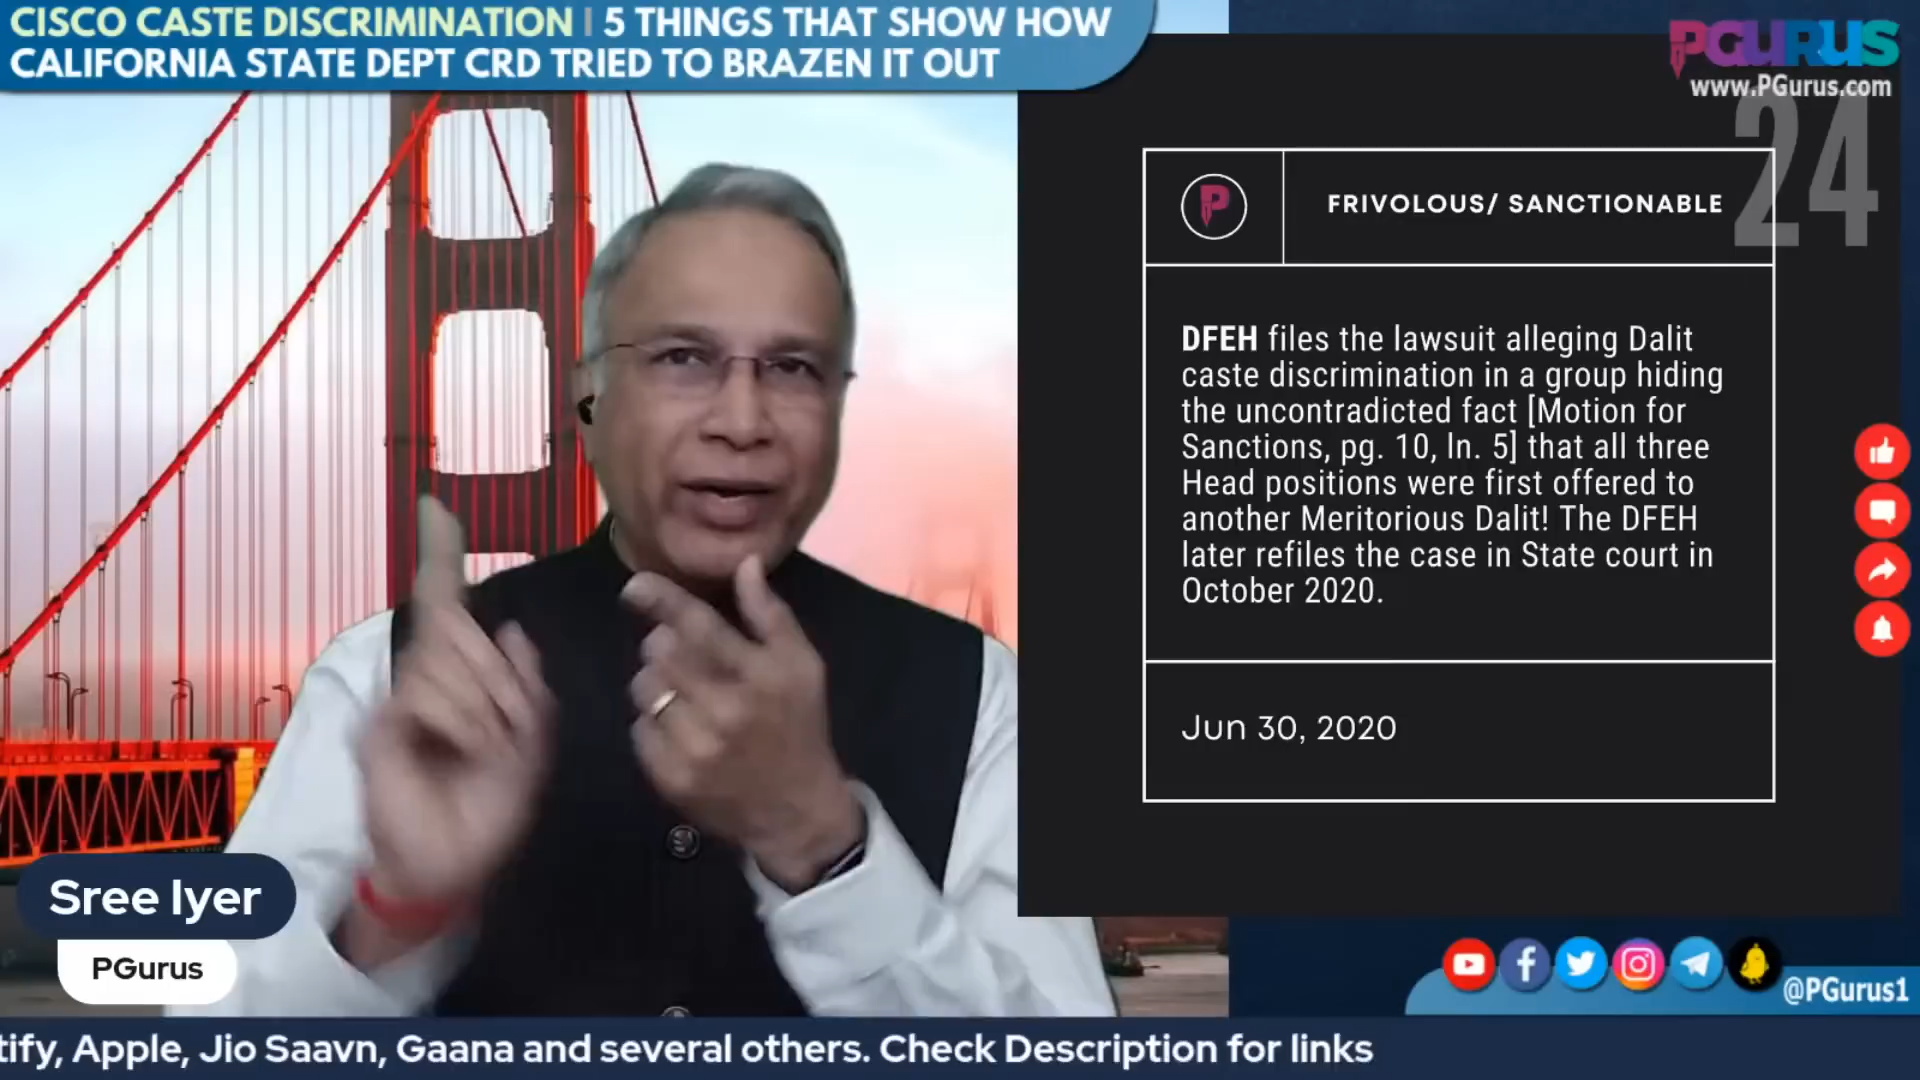 CISCO CASTE DISCRIMINATION | 5 THINGS THAT SHOW HOW
CALIFORNIA STATE DEPT CRD TRIED TO BRAZEN IT OUT
PGURUS
www.PGurus.com
24
P
FRIVOLOUS/ SANCTIONABLE
DFEH files the lawsuit alleging Dalit
caste discrimination in a group hiding
the uncontradicted fact [Motion for
Sanctions, pg. 10, ln. 5] that all three
Head positions were first offered to
another Meritorious Dalit! The DFEH
later refiles the case in State court in
October 2020.
Jun 30, 2020
Sree Iyer
PGurus
@PGurus1
tify, Apple, Jio Saavn, Gaana and several others. Check Description for links